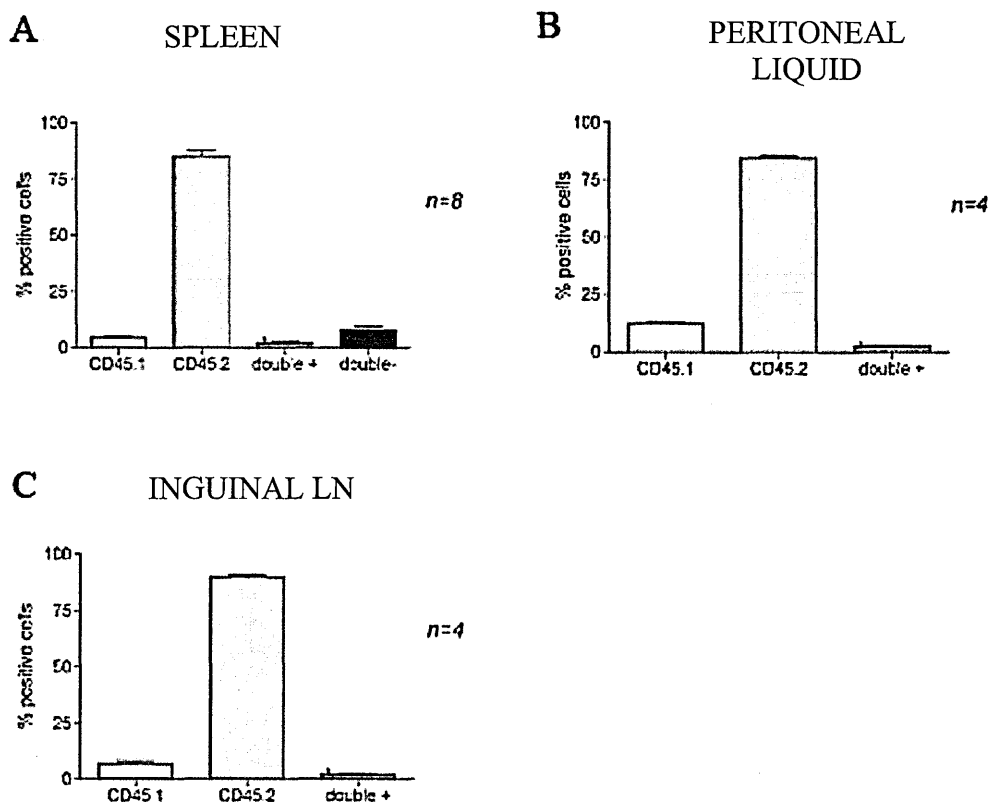 A
SPLEEN
100
75
50
25
0
% positive cells
CD45.1
CD45.2
double +
double-
n=8
B
PERITONEAL
LIQUID
100
75
50
25
0
% positive cells
CD45.1
CD45.2
double +
n=4
C
INGUINAL LN
100
75
50
25
0
% positive cells
CD45.1
CD45.2
double +
n=4